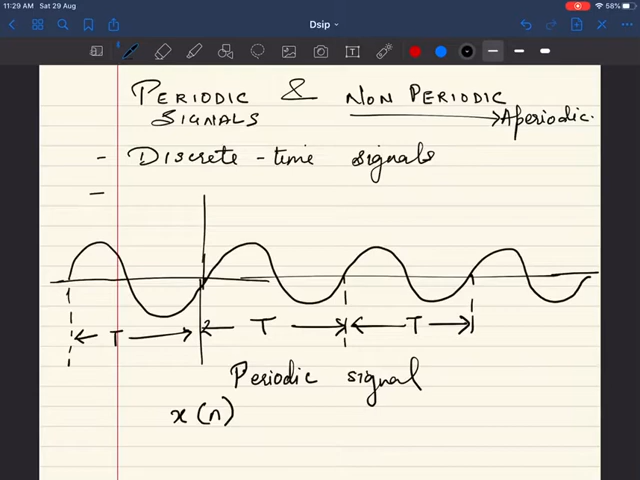 11:29 AM Sat 29 Aug
58%
Dsip
T
PERIODIC & NON PERIODIC
SIGNALS
Aperiodic.
- Discrete-time signals
-
T T T
Periodic signal
x(n)